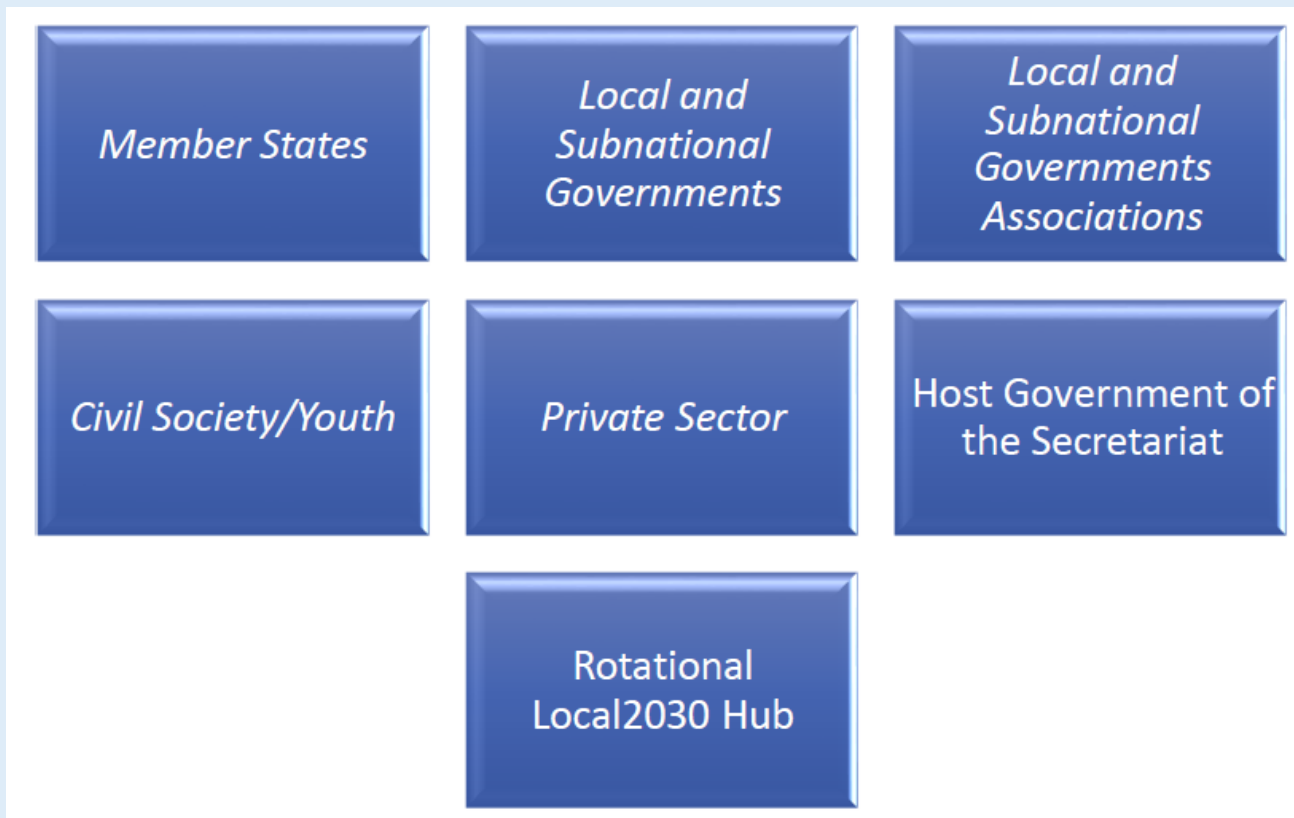 Member States
Local and
Subnational
Governments
Local and
Subnational
Governments
Associations
Civil Society/Youth
Private Sector
Host Government of
the Secretariat
Rotational
Local2030 Hub